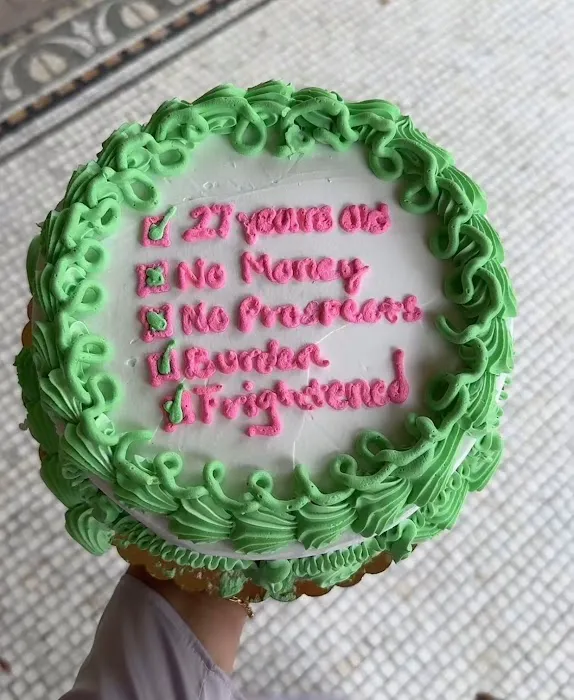 27 years old
No Money
No Prospects
Burden
Frightened